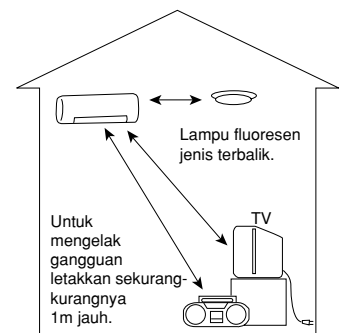 Lampu fluoresen
jenis terbalik.
TV
Untuk
mengelak
gangguan
letakkan sekurang-
kurangnya
1m jauh.